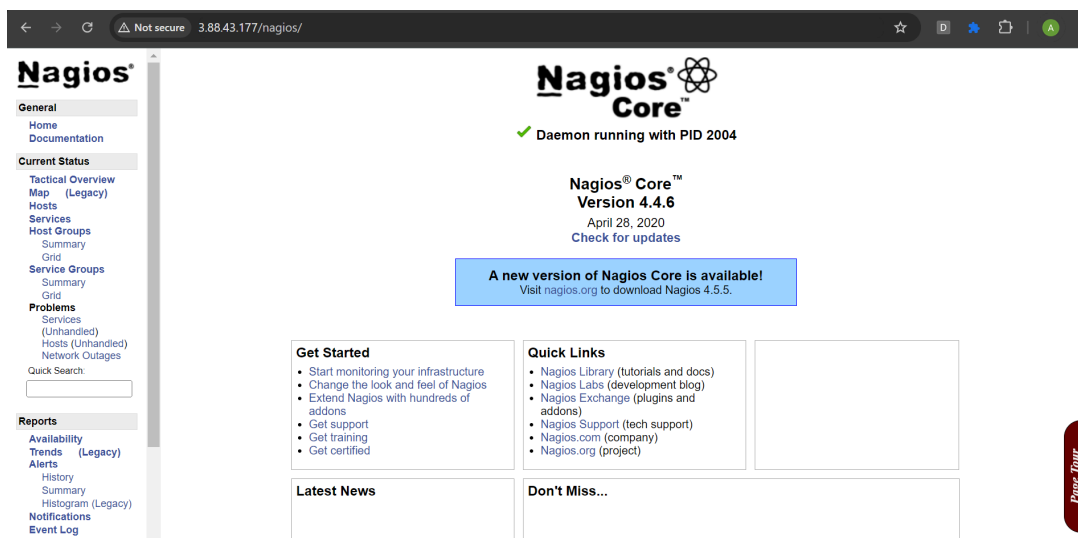 Not secure 3.88.43.177/nagios/
D
A
Nagios®
General
Home
Documentation
Current Status
Tactical Overview
Map (Legacy)
Hosts
Services
Host Groups
Summary
Grid
Service Groups
Summary
Grid
Problems
Services
(Unhandled)
Hosts (Unhandled)
Network Outages
Quick Search:
Reports
Availability
Trends (Legacy)
Alerts
History
Summary
Histogram (Legacy)
Notifications
Event Log
Nagios®
Core™
Daemon running with PID 2004
Nagios® Core™
Version 4.4.6
April 28, 2020
Check for updates
A new version of Nagios Core is available!
Visit nagios.org to download Nagios 4.5.5.
Get Started
• Start monitoring your infrastructure
• Change the look and feel of Nagios
• Extend Nagios with hundreds of
addons
• Get support
• Get training
• Get certified
Quick Links
• Nagios Library (tutorials and docs)
• Nagios Labs (development blog)
• Nagios Exchange (plugins and
addons)
• Nagios Support (tech support)
• Nagios.com (company)
• Nagios.org (project)
Latest News
Don't Miss...
Page Tour